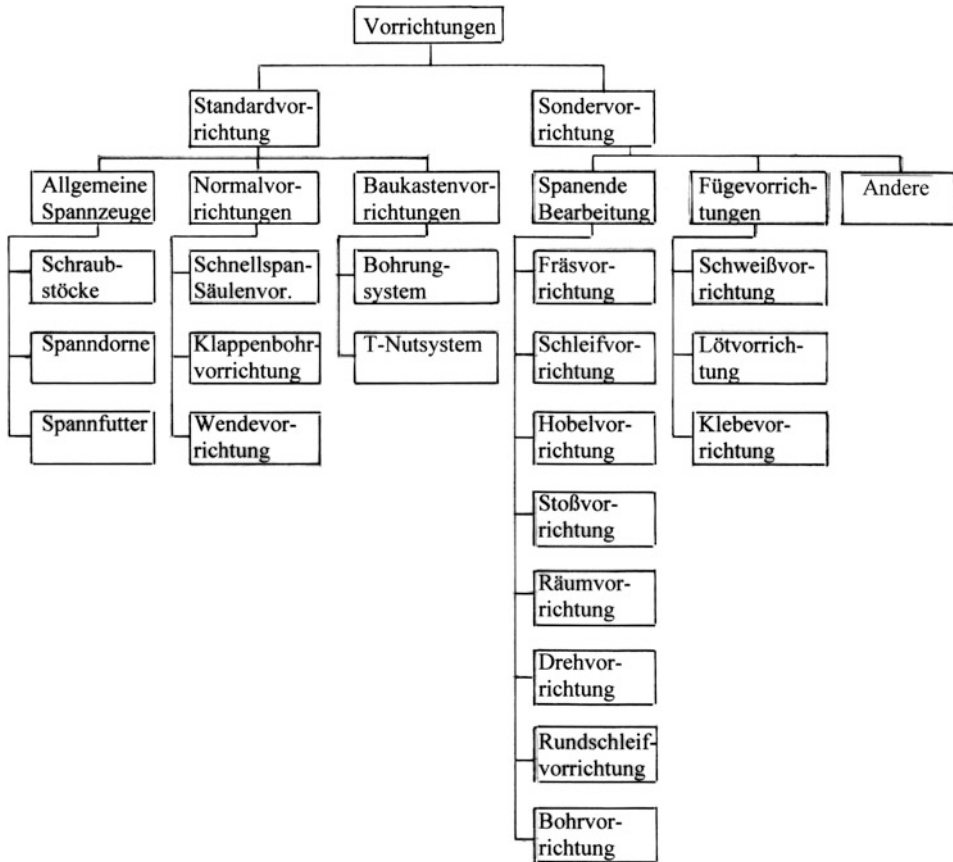 Vorrichtungen
Standardvor-
richtung
Sondervor-
richtung
Allgemeine
Spannzeuge
Normalvor-
richtungen
Baukastenvor-
richtungen
Spanende
Bearbeitung
Fügevorrich-
tungen
Andere
Schraub-
stöcke
Spanndorne
Spannfutter
Schnellspan-
Säulenvor.
Klappenbohr-
vorrichtung
Wendevor-
richtung
Bohrung-
system
T-Nutsystem
Fräsvor-
richtung
Schleifvor-
richtung
Hobelvor-
richtung
Stoßvor-
richtung
Räumvor-
richtung
Drehvor-
richtung
Rundschleif-
vorrichtung
Bohrvor-
richtung
Schweißvor-
richtung
Lötvorrich-
tung
Klebevor-
richtung